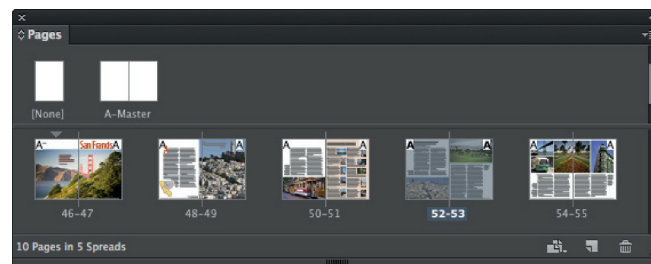 Pages
[None]
A-Master
A
San Francisco A
A
A
A
A
A
A
A
A
46-47
48-49
50-51
52-53
54-55
10 Pages in 5 Spreads